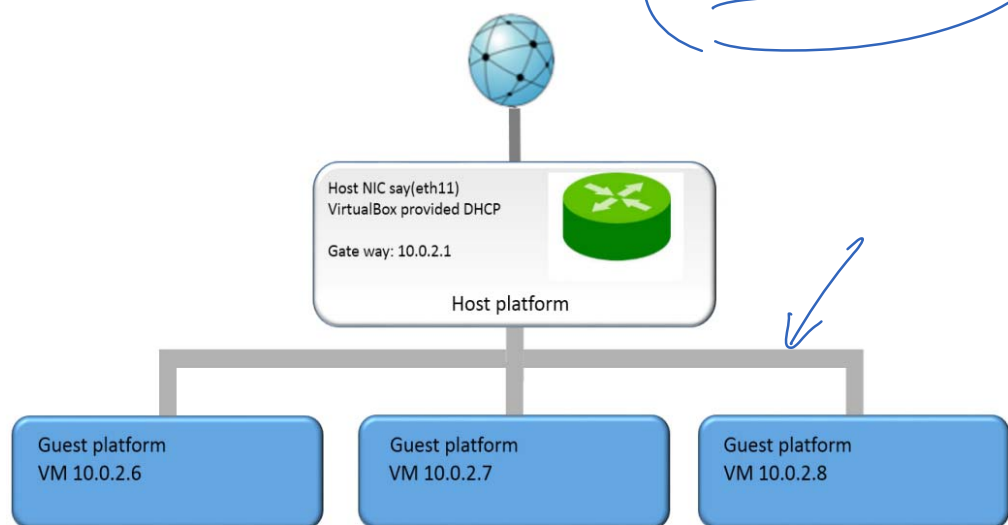 Host NIC say(eth11)
VirtualBox provided DHCP
Gate way: 10.0.2.1
Host platform
Guest platform
VM 10.0.2.6
Guest platform
VM 10.0.2.7
Guest platform
VM 10.0.2.8